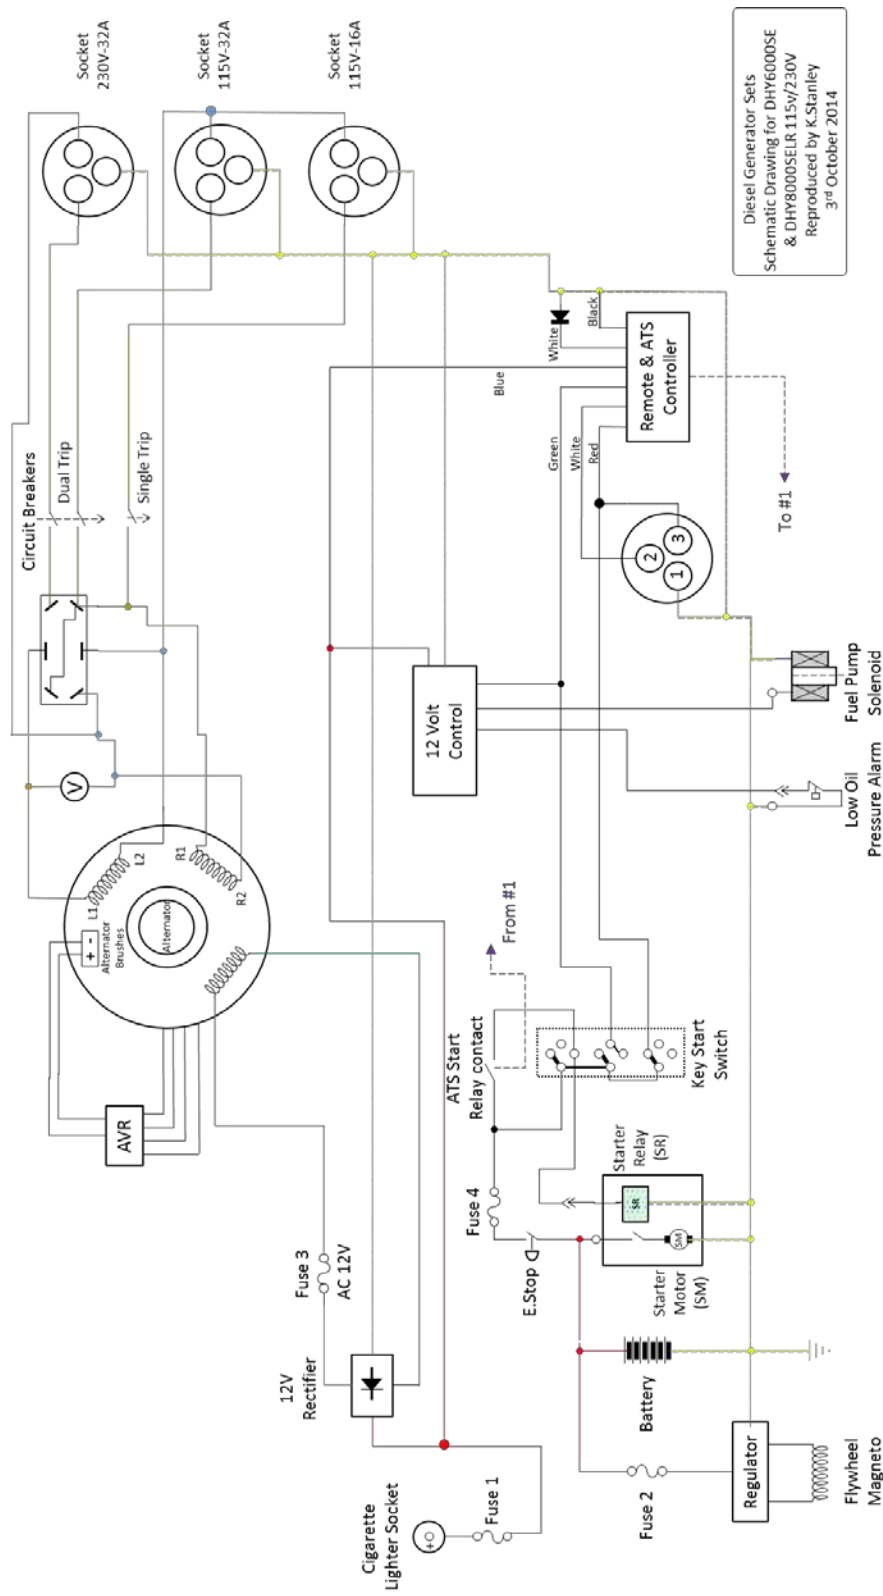 Socket
230V-32A
Socket
115V-32A
Socket
115V-16A
Circuit Breakers
Dual Trip
Single Trip
V
L1
L2
R1
R2
+ -
Alternator
Brushes
Alternator
AVR
Fuse 3
AC 12V
12V
Rectifier
Cigarette
Lighter Socket
+
Fuse 1
12 Volt
Control
Blue
Green
White
Red
White
Black
Remote & ATS
Controller
To #1
1
2
3
From #1
ATS Start
Relay contact
Key Start
Switch
Fuse 4
E.Stop
Starter
Relay
(SR)
SR
SM
Starter
Motor
(SM)
Battery
Fuse 2
Regulator
Flywheel
Magneto
Low Oil
Pressure Alarm
Fuel Pump
Solenoid
Diesel Generator Sets
Schematic Drawing for DHY6000SE
& DHY8000SELR 115v/230V
Reproduced by K.Stanley
3rd October 2014